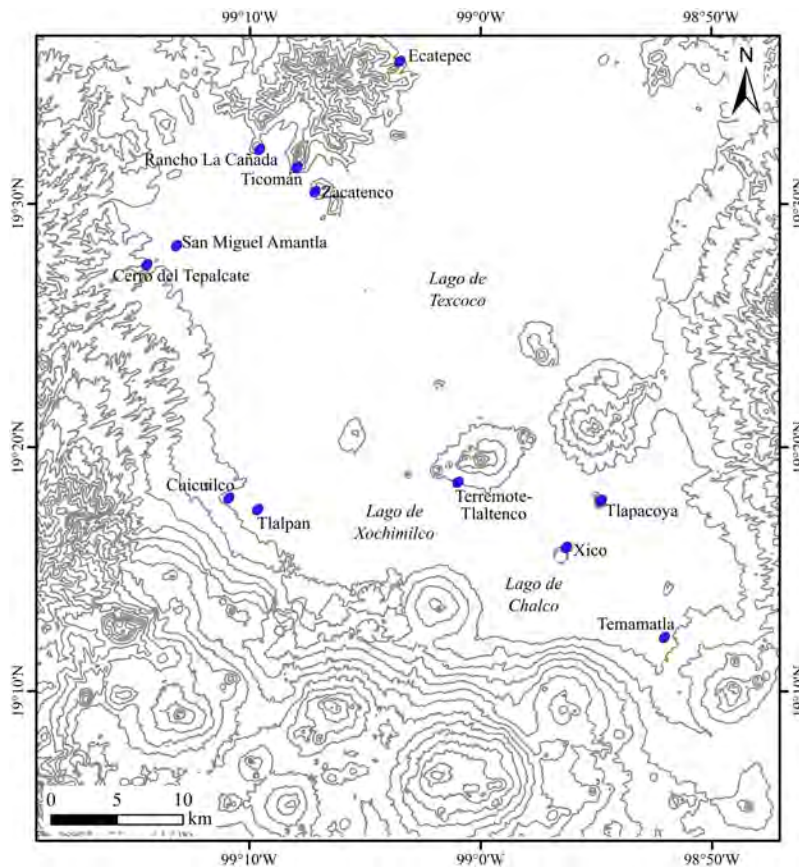 99°10'W
99°0'W
98°50'W
N
Ecatepec
Rancho La Cañada
Ticomán
Zacatenco
19°30'N
19°30'N
San Miguel Amantla
Cerro del Tepalcate
Lago de
Texcoco
19°20'N
19°20'N
Cuicuilco
Tlalpan
Lago de
Xochimilco
Terremote-
Tlaltenco
Tlapacoya
Xico
Lago de
Chalco
Temamatla
19°10'N
19°10'N
0 5 10
km
99°10'W
99°0'W
98°50'W